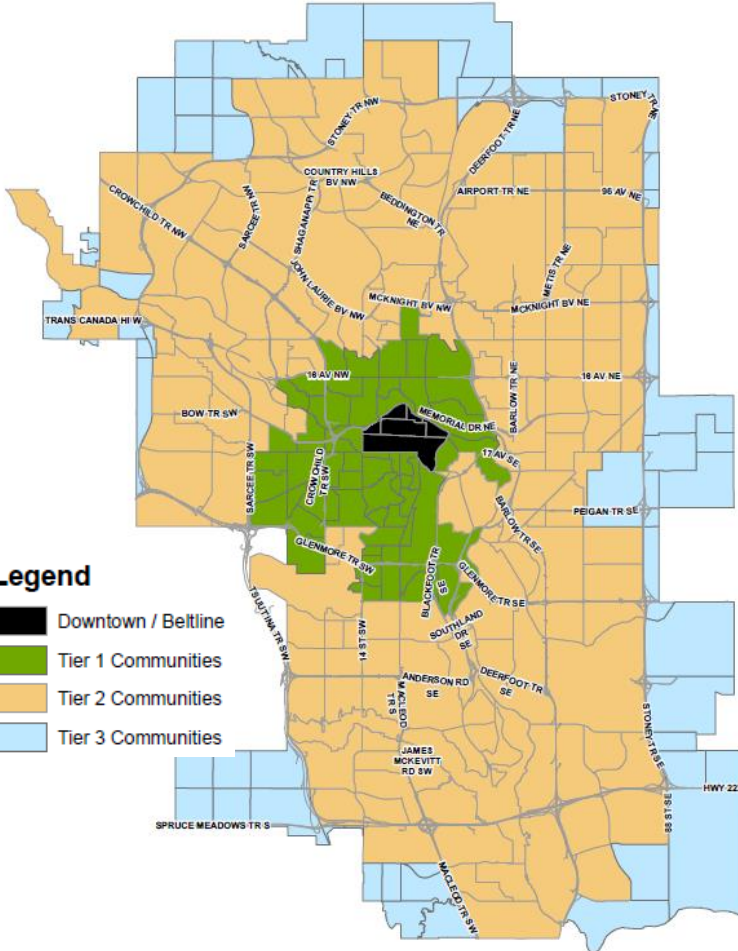 STONEY TR NW
STONEY TR NE
DEERFOOT TR NE
COUNTRY HILLS
BV NW
AIRPORT TR NE
96 AV NE
CROWCHILD TR NW
SARCEE TR NW
SHAGANAPPI TR
BEDDINGTON TR
NE
METIS TR NE
JOHN LAURIE BV NW
MCKNIGHT BV NW
MCKNIGHT BV NE
TRANS CANADA HI W
16 AV NW
16 AV NE
BARLOW TR NE
BOW TR SW
MEMORIAL DR NE
17 AV SE
SARCEE TR SW
CROWCHILD
TR SW
BARLOW TR SE
PEIGAN TR SE
GLENMORE TR SW
BLACKFOOT TR
SE
GLENMORE TR SE
Legend
Downtown / Beltline
Tier 1 Communities
Tier 2 Communities
Tier 3 Communities
TSUUTINA TR SW
14 ST SW
SOUTHLAND
DR
SE
ANDERSON RD
SE
DEERFOOT TR
SE
MACLEOD
TR S
JAMES
MCKEVITT
RD SW
STONEY TR SE
HWY 22
88 ST SE
SPRUCE MEADOWS TR S
MACLEOD TR SW